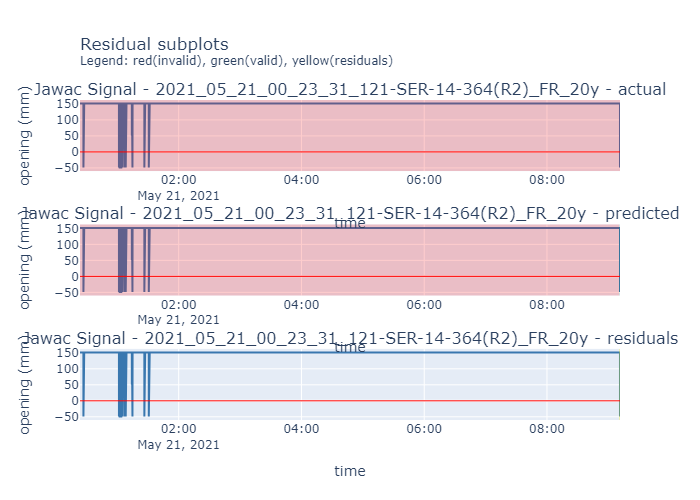 Residual subplots
Legend: red(invalid), green(valid), yellow(residuals)
Jawac Signal - 2021_05_21_00_23_31_121-SER-14-364(R2)_FR_20y - actual
opening (mm)
150
100
50
0
−50
02:00 04:00 06:00 08:00
May 21, 2021
time
Jawac Signal - 2021_05_21_00_23_31_121-SER-14-364(R2)_FR_20y - predicted
opening (mm)
150
100
50
0
−50
02:00 04:00 06:00 08:00
May 21, 2021
time
Jawac Signal - 2021_05_21_00_23_31_121-SER-14-364(R2)_FR_20y - residuals
opening (mm)
150
100
50
0
−50
02:00 04:00 06:00 08:00
May 21, 2021
time